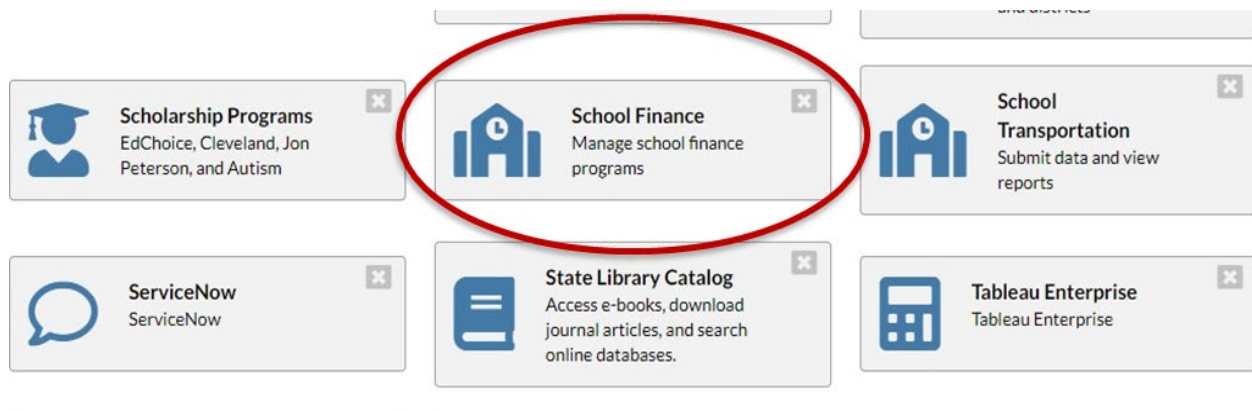 and districts
Scholarship Programs
EdChoice, Cleveland, Jon
Peterson, and Autism
School Finance
Manage school finance
programs
School
Transportation
Submit data and view
reports
ServiceNow
ServiceNow
State Library Catalog
Access e-books, download
journal articles, and search
online databases.
Tableau Enterprise
Tableau Enterprise